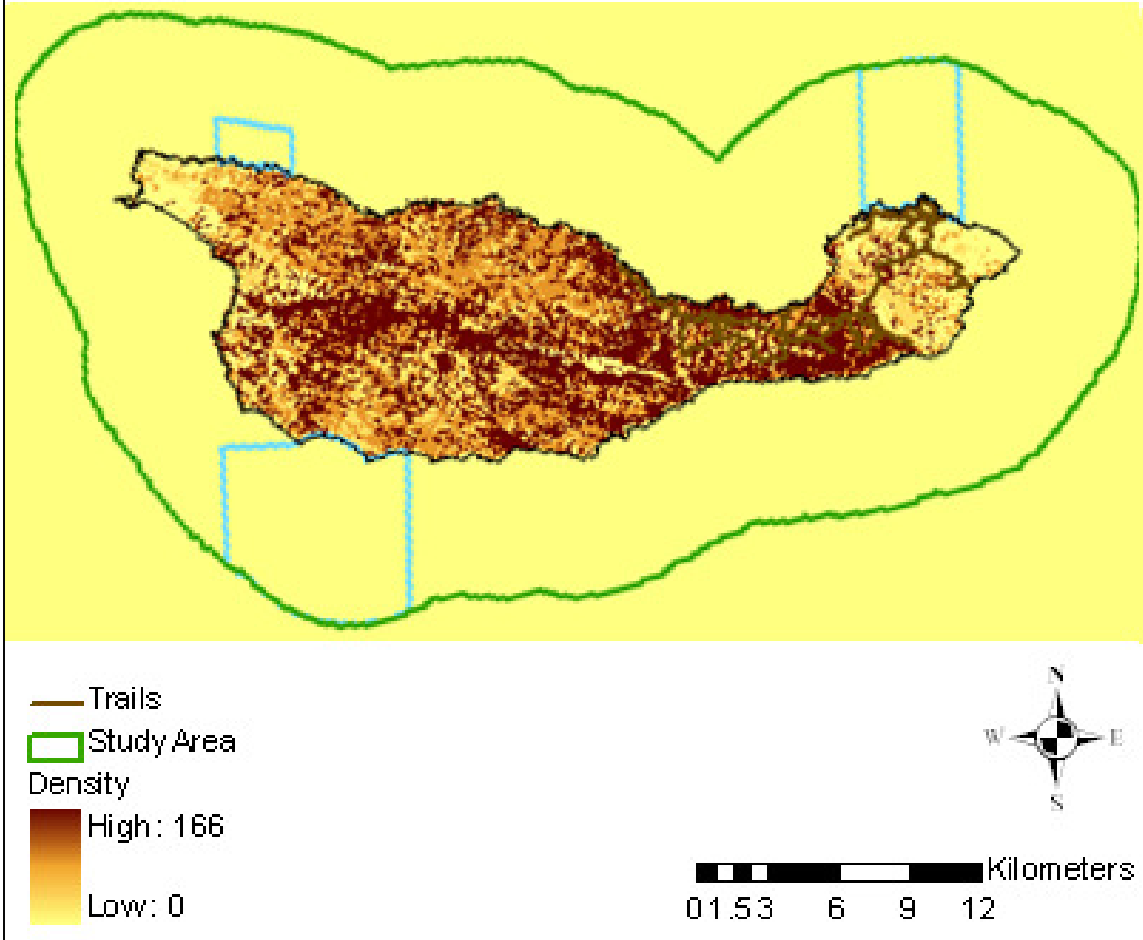 Trails
Study Area
Density
High : 166
Low : 0
N
W E
S
Kilometers
0 1.5 3 6 9 12